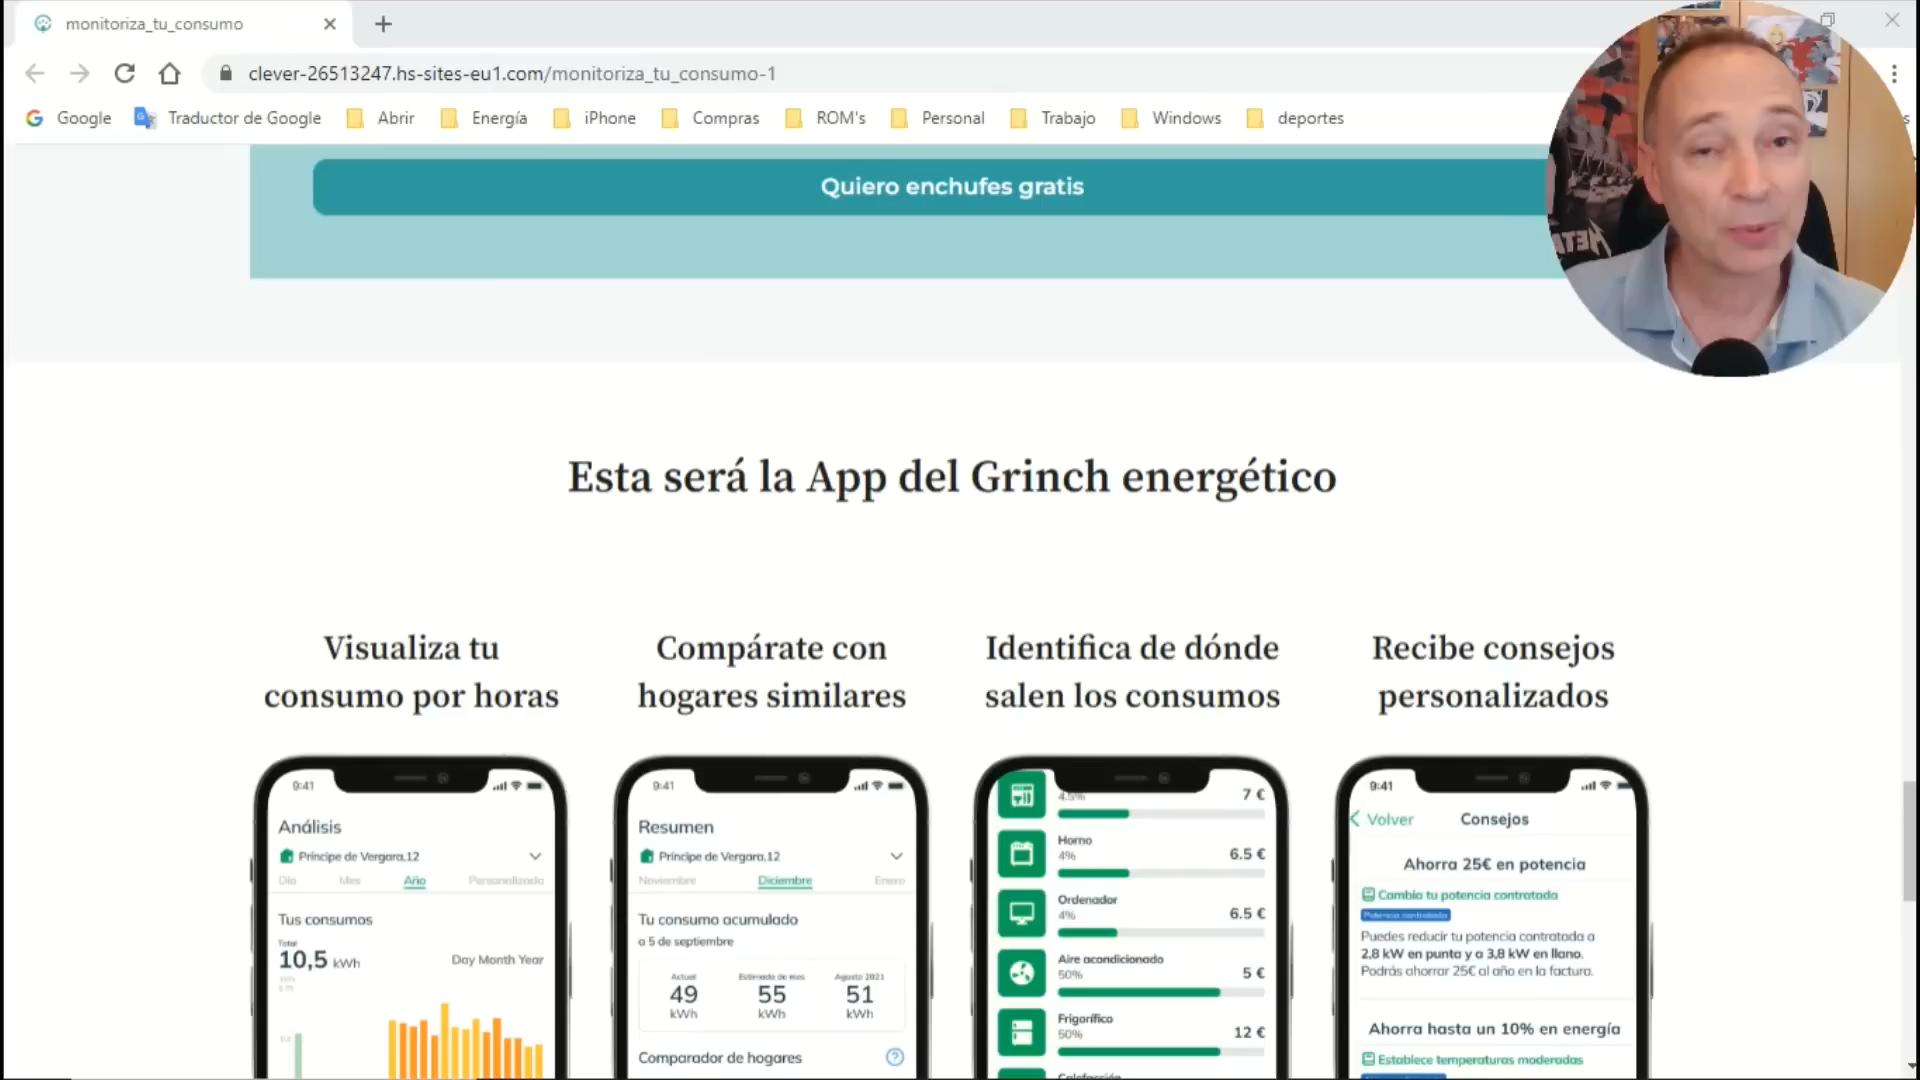 monitoriza_tu_consumo
clever-26513247.hs-sites-eu1.com/monitoriza_tu_consumo-1
Google
Traductor de Google
Abrir
Energía
iPhone
Compras
ROM's
Personal
Trabajo
Windows
deportes
Quiero enchufes gratis
Esta será la App del Grinch energético
Visualiza tu
consumo por horas
9:41
Análisis
Príncipe de Vergara,12
Día Mes Año Personalizada
Tus consumos
Total
10,5 kWh
Day Month Year
Compárate con
hogares similares
9:41
Resumen
Príncipe de Vergara,12
Noviembre Diciembre Enero
Tu consumo acumulado
a 5 de septiembre
Actual Estimado de mes Agosto 2021
49 55 51
kWh kWh kWh
Comparador de hogares
Identifica de dónde
salen los consumos
4.5% 7 €
Horno
4% 6.5 €
Ordenador
4% 6.5 €
Aire acondicionado
50% 5 €
Frigorífico
50% 12 €
Recibe consejos
personalizados
9:41
Volver Consejos
Ahorra 25€ en potencia
Cambia tu potencia contratada
Potencia contratada
Puedes reducir tu potencia contratada a
2,8 kW en punta y a 3,8 kW en llano.
Podrás ahorrar 25€ al año en la factura.
Ahorra hasta un 10% en energía
Establece temperaturas moderadas